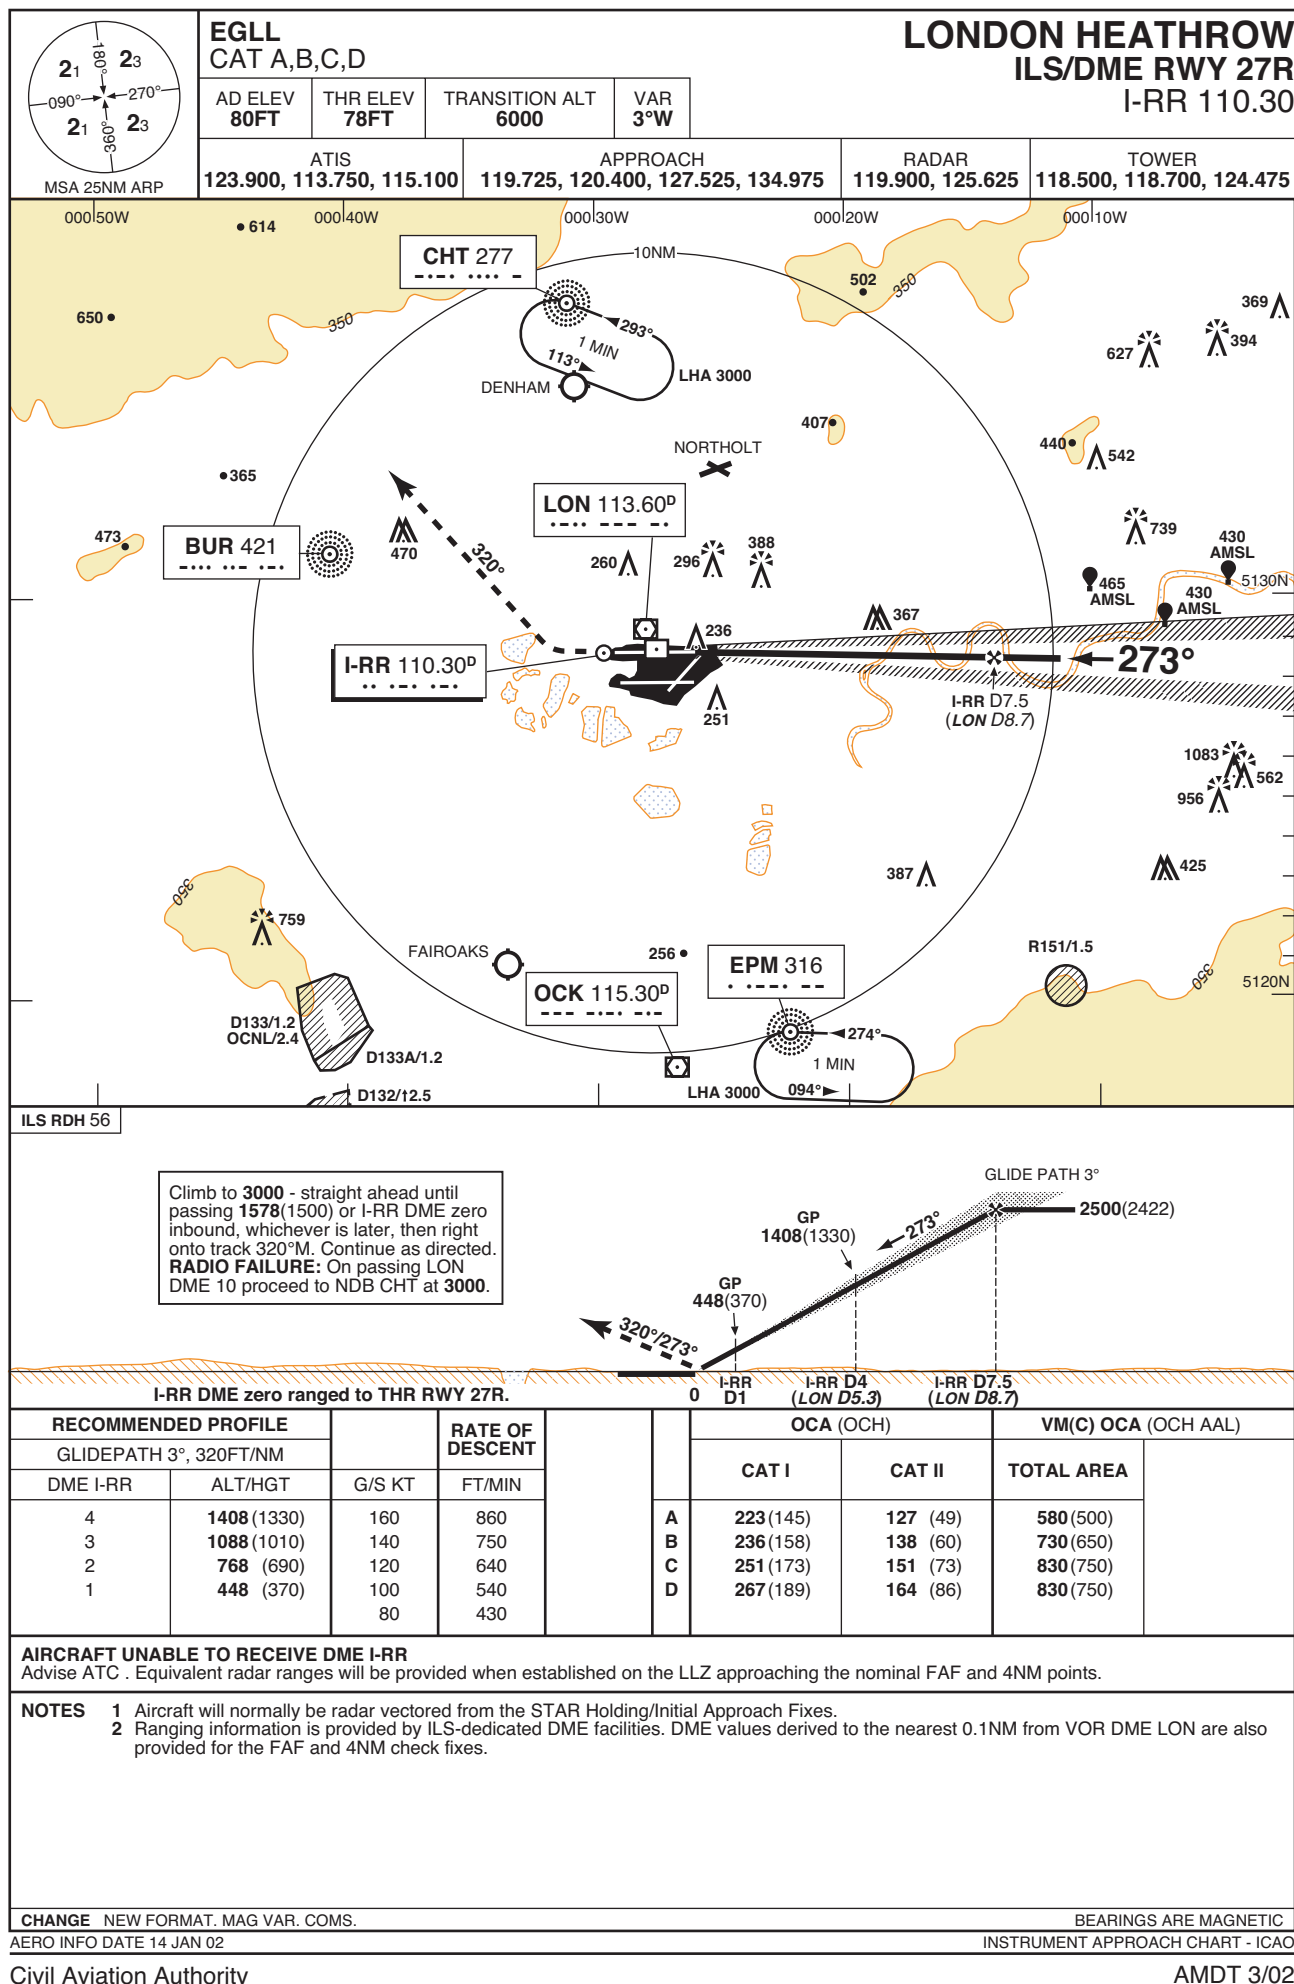 EGLL
CAT A,B,C,D
LONDON HEATHROW
ILS/DME RWY 27R
I-RR 110.30
AD ELEV
80FT
THR ELEV
78FT
TRANSITION ALT
6000
VAR
3°W
21
23
21
23
180°
090°
270°
360°
MSA 25NM ARP
ATIS
123.900, 113.750, 115.100
APPROACH
119.725, 120.400, 127.525, 134.975
RADAR
119.900, 125.625
TOWER
118.500, 118.700, 124.475
000 50W
000 40W
000 30W
000 20W
000 10W
614
CHT 277
10NM
502
350
369
650
350
293°
1 MIN
113°
627
394
DENHAM
LHA 3000
407
440
542
NORTHOLT
365
LON 113.60D
473
BUR 421
470
320°
260
296
388
739
430
AMSL
465
AMSL
5130N
430
AMSL
367
236
I-RR 110.30D
273°
251
I-RR D7.5
(LON D8.7)
1083
562
956
387
425
350
759
FAIROAKS
256
EPM 316
R151/1.5
350
5120N
OCK 115.30D
D133/1.2
OCNL/2.4
D133A/1.2
274°
1 MIN
094°
LHA 3000
D132/†2.5
ILS RDH 56
Climb to 3000 - straight ahead until
passing 1578(1500) or I-RR DME zero
inbound, whichever is later, then right
onto track 320°M. Continue as directed.
RADIO FAILURE: On passing LON
DME 10 proceed to NDB CHT at 3000.
GLIDE PATH 3°
2500(2422)
273°
GP
1408(1330)
GP
448(370)
320°/273°
I-RR DME zero ranged to THR RWY 27R.
0
I-RR
D1
I-RR D4
(LON D5.3)
I-RR D7.5
(LON D8.7)
RECOMMENDED PROFILE
GLIDEPATH 3°, 320FT/NM
RATE OF
DESCENT
OCA (OCH)
VM(C) OCA (OCH AAL)
CAT I
CAT II
TOTAL AREA
DME I-RR
ALT/HGT
G/S KT
FT/MIN
4 1408 (1330) 160 860 A 223 (145) 127 (49) 580 (500)
3 1088 (1010) 140 750 B 236 (158) 138 (60) 730 (650)
2 768 (690) 120 640 C 251 (173) 151 (73) 830 (750)
1 448 (370) 100 540 D 267 (189) 164 (86) 830 (750)
80 430
AIRCRAFT UNABLE TO RECEIVE DME I-RR
Advise ATC . Equivalent radar ranges will be provided when established on the LLZ approaching the nominal FAF and 4NM points.
NOTES 1 Aircraft will normally be radar vectored from the STAR Holding/Initial Approach Fixes.
2 Ranging information is provided by ILS-dedicated DME facilities. DME values derived to the nearest 0.1NM from VOR DME LON are also
provided for the FAF and 4NM check fixes.
CHANGE NEW FORMAT. MAG VAR. COMS.
BEARINGS ARE MAGNETIC
AERO INFO DATE 14 JAN 02
INSTRUMENT APPROACH CHART - ICAO
Civil Aviation Authority
AMDT 3/02